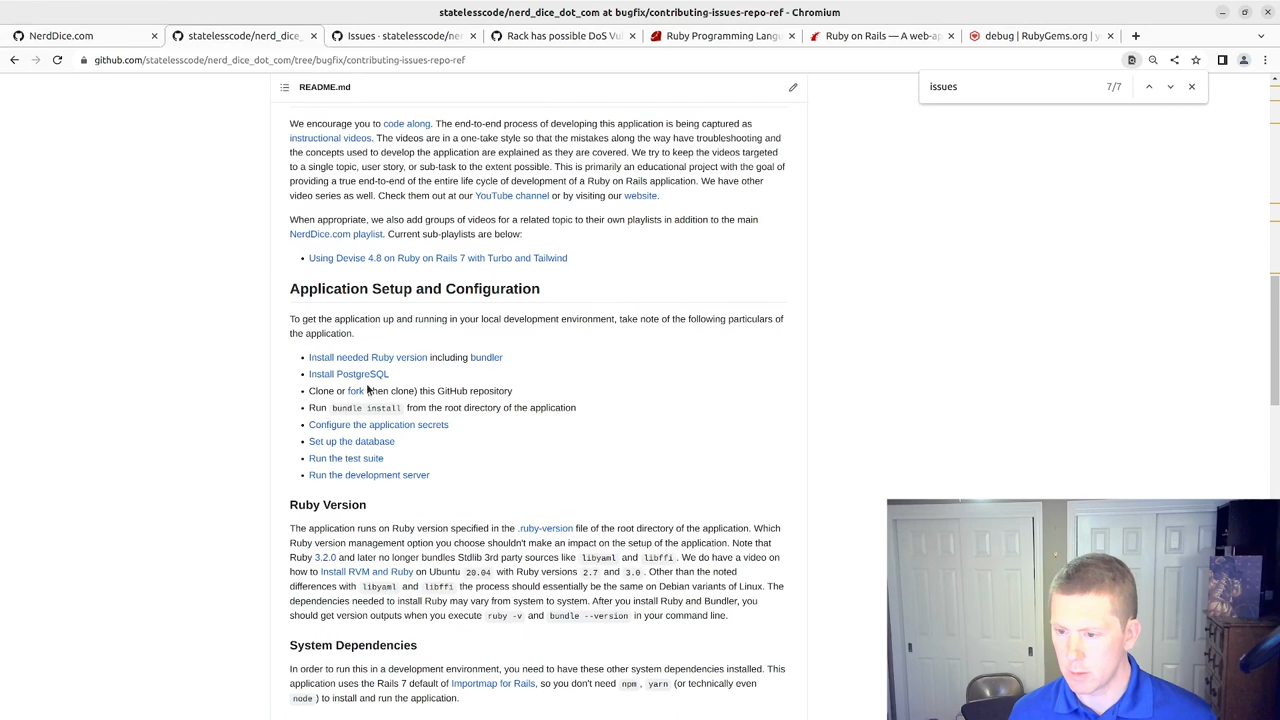 statelesscode/nerd_dice_dot_com at bugfix/contributing-issues-repo-ref - Chromium
NerdDice.com
statelesscode/nerd_dice_
Issues · statelesscode/ner
Rack has possible DoS Vul
Ruby Programming Langu
Ruby on Rails — A web-ap
debug | RubyGems.org | y
github.com/statelesscode/nerd_dice_dot_com/tree/bugfix/contributing-issues-repo-ref
issues 7/7
README.md
We encourage you to code along. The end-to-end process of developing this application is being captured as
instructional videos. The videos are in a one-take style so that the mistakes along the way have troubleshooting and
the concepts used to develop the application are explained as they are covered. We try to keep the videos targeted
to a single topic, user story, or sub-task to the extent possible. This is primarily an educational project with the goal of
providing a true end-to-end of the entire life cycle of development of a Ruby on Rails application. We have other
video series as well. Check them out at our YouTube channel or by visiting our website.
When appropriate, we also add groups of videos for a related topic to their own playlists in addition to the main
NerdDice.com playlist. Current sub-playlists are below:
• Using Devise 4.8 on Ruby on Rails 7 with Turbo and Tailwind
Application Setup and Configuration
To get the application up and running in your local development environment, take note of the following particulars of
the application.
• Install needed Ruby version including bundler
• Install PostgreSQL
• Clone or fork then clone) this GitHub repository
• Run bundle install from the root directory of the application
• Configure the application secrets
• Set up the database
• Run the test suite
• Run the development server
Ruby Version
The application runs on Ruby version specified in the .ruby-version file of the root directory of the application. Which
Ruby version management option you choose shouldn't make an impact on the setup of the application. Note that
Ruby 3.2.0 and later no longer bundles Stdlib 3rd party sources like libyaml and libffi. We do have a video on
how to Install RVM and Ruby on Ubuntu 20.04 with Ruby versions 2.7 and 3.0. Other than the noted
differences with libyaml and libffi the process should essentially be the same on Debian variants of Linux. The
dependencies needed to install Ruby may vary from system to system. After you install Ruby and Bundler, you
should get version outputs when you execute ruby -v and bundle --version in your command line.
System Dependencies
In order to run this in a development environment, you need to have these other system dependencies installed. This
application uses the Rails 7 default of Importmap for Rails, so you don't need npm, yarn (or technically even
node) to install and run the application.